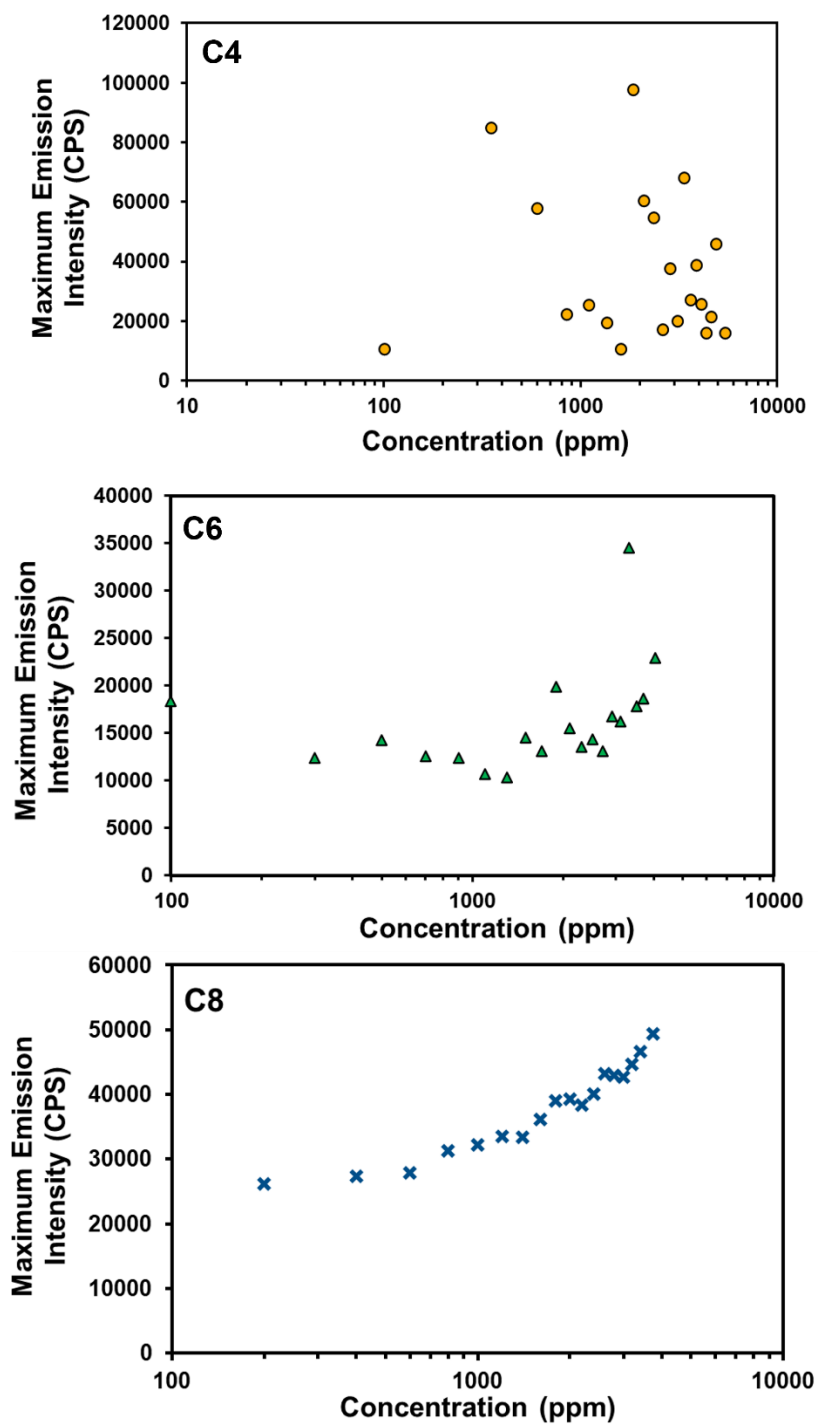 C4
120000
100000
80000
60000
40000
20000
0
Maximum Emission
Intensity (CPS)
10
100
1000
10000
Concentration (ppm)
C6
40000
35000
30000
25000
20000
15000
10000
5000
0
Maximum Emission
Intensity (CPS)
100
1000
10000
Concentration (ppm)
C8
60000
50000
40000
30000
20000
10000
0
Maximum Emission
Intensity (CPS)
100
1000
10000
Concentration (ppm)